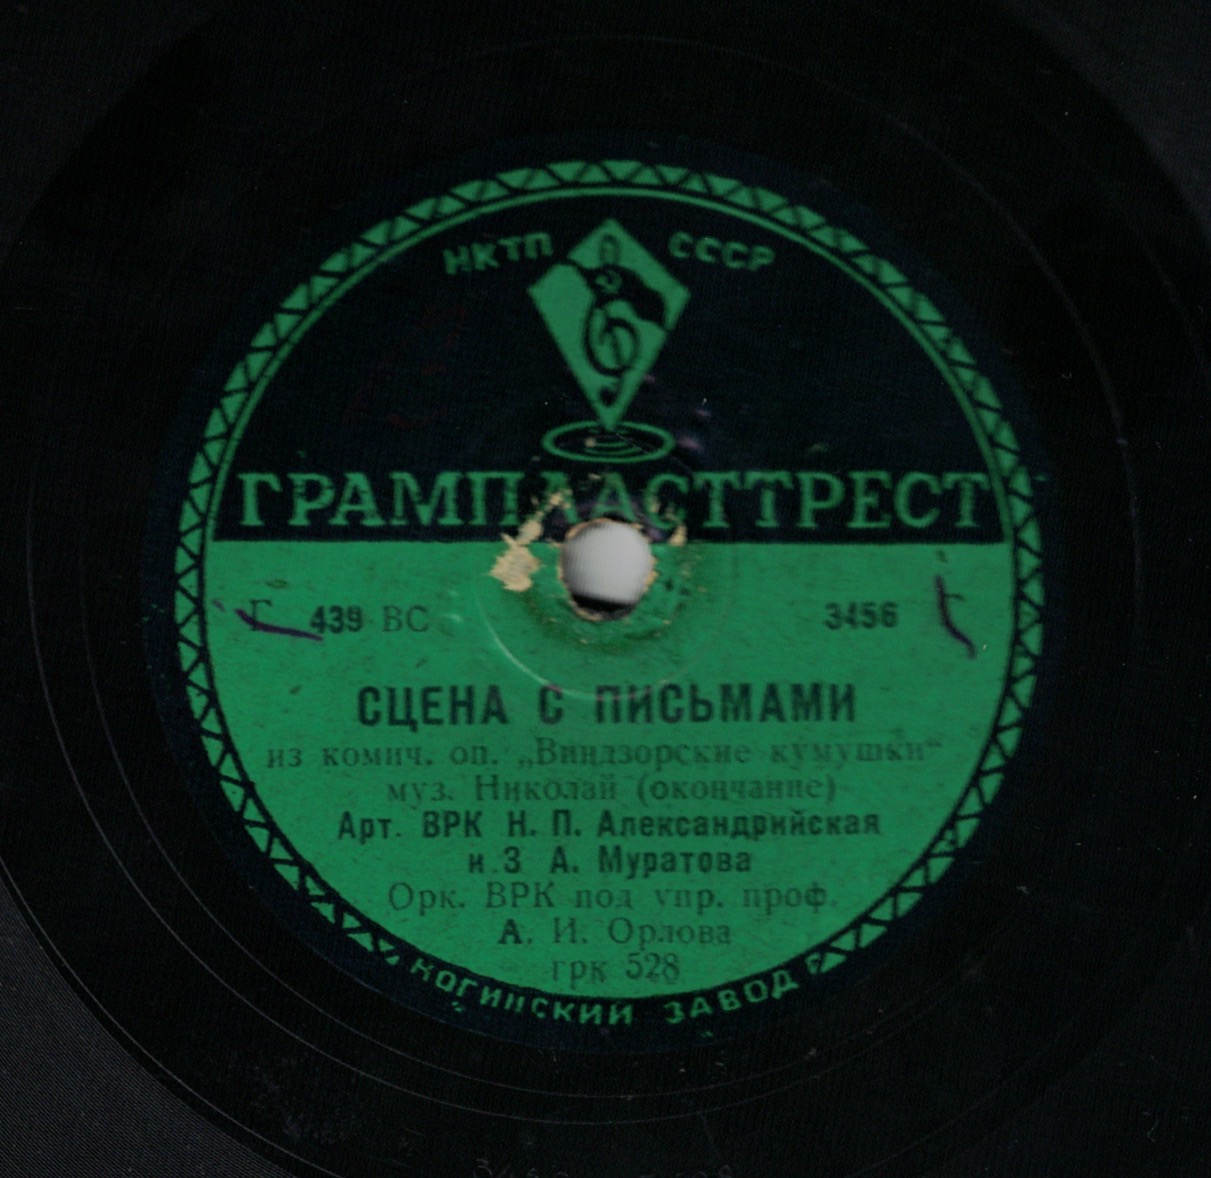 НКТП СССР
ГРАМПЛАСТТРЕСТ
Г 439 ВС 3456
СЦЕНА С ПИСЬМАМИ
из комич. оп. „Виндзорские кумушки“
муз. Николай (окончание)
Арт. ВРК Н. П. Александрийская
и З А. Муратова
Орк. ВРК под упр. проф.
А. И. Орлова
грк 528
НОГИНСКИЙ ЗАВОД